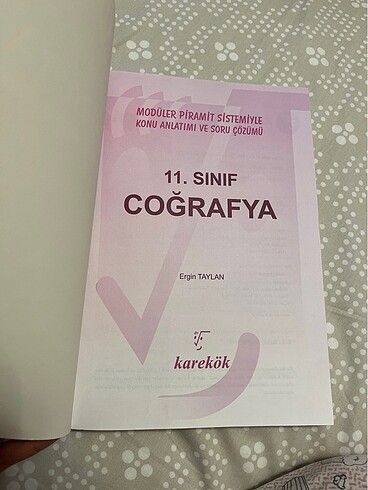 MODÜLER PİRAMİT SİSTEMİYLE
KONU ANLATIMI VE SORU ÇÖZÜMÜ
11. SINIF
COĞRAFYA
Ergin TAYLAN
karekök